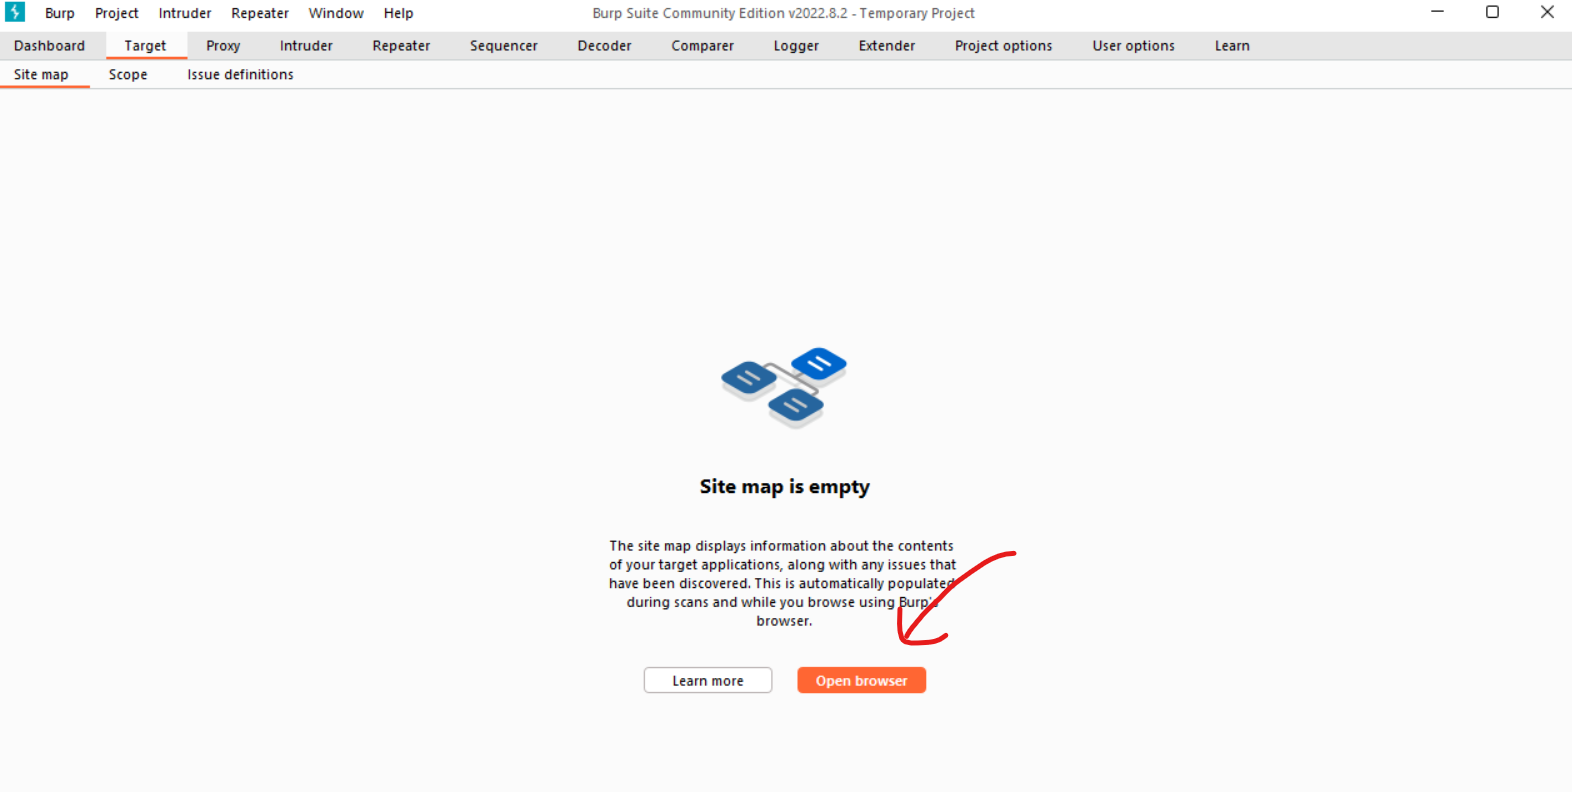 Burp Project Intruder Repeater Window Help Burp Suite Community Edition v2022.8.2 - Temporary Project
Dashboard Target Proxy Intruder Repeater Sequencer Decoder Comparer Logger Extender Project options User options Learn
Site map Scope Issue definitions
Site map is empty
The site map displays information about the contents
of your target applications, along with any issues that
have been discovered. This is automatically populated
during scans and while you browse using Burp's
browser.
Learn more Open browser